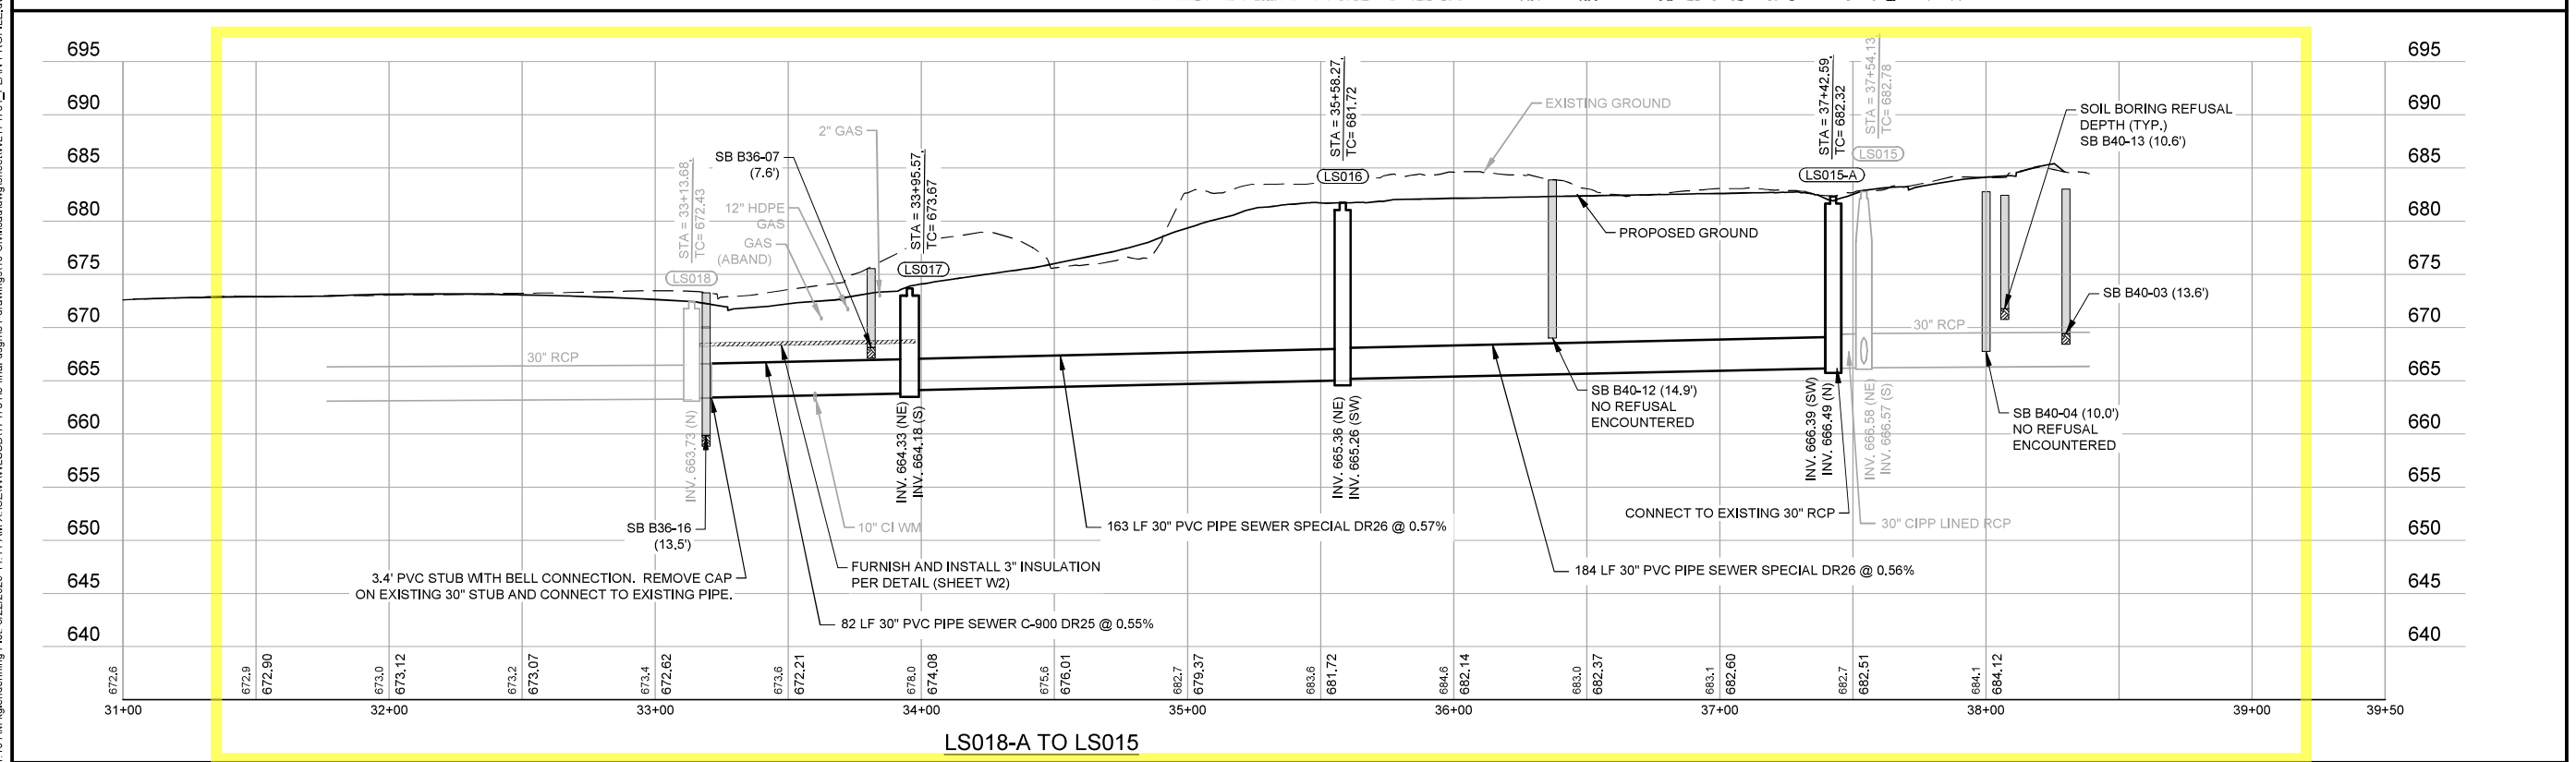 695
690
685
680
675
670
665
660
655
650
645
640
695
690
685
680
675
670
665
660
655
650
645
640
STA = 33+13.68,
TC= 672.43
LS018
INV. 663.73 (N)
30" RCP
SB B36-07
(7.6')
2" GAS
12" HDPE
GAS
GAS
(ABAND)
STA = 33+95.57,
TC= 673.67
LS017
INV. 664.33 (NE)
INV. 664.18 (S)
STA = 35+58.27,
TC= 681.72
LS016
INV. 665.36 (NE)
INV. 665.26 (SW)
EXISTING GROUND
PROPOSED GROUND
STA = 37+42.59,
TC= 682.32
LS015-A
INV. 666.39 (SW)
INV. 666.49 (N)
STA = 37+54.13,
TC= 682.78
LS015
INV. 666.58 (NE)
INV. 666.57 (S)
30" RCP
SOIL BORING REFUSAL
DEPTH (TYP.)
SB B40-13 (10.6')
SB B40-03 (13.6')
SB B40-12 (14.9')
NO REFUSAL
ENCOUNTERED
SB B40-04 (10.0')
NO REFUSAL
ENCOUNTERED
SB B36-16
(13.5')
10" CI WM
163 LF 30" PVC PIPE SEWER SPECIAL DR26 @ 0.57%
CONNECT TO EXISTING 30" RCP
30" CIPP LINED RCP
FURNISH AND INSTALL 3" INSULATION
PER DETAIL (SHEET W2)
3.4' PVC STUB WITH BELL CONNECTION. REMOVE CAP
ON EXISTING 30" STUB AND CONNECT TO EXISTING PIPE.
184 LF 30" PVC PIPE SEWER SPECIAL DR26 @ 0.56%
82 LF 30" PVC PIPE SEWER C-900 DR25 @ 0.55%
672.6
672.9
672.90
673.0
673.12
673.2
673.07
673.4
672.62
673.6
672.21
678.0
674.08
675.6
676.01
682.7
679.37
683.6
681.72
684.6
682.14
683.0
682.37
683.1
682.60
682.7
682.51
684.1
684.12
31+00
32+00
33+00
34+00
35+00
36+00
37+00
38+00
39+00
39+50
LS018-A TO LS015